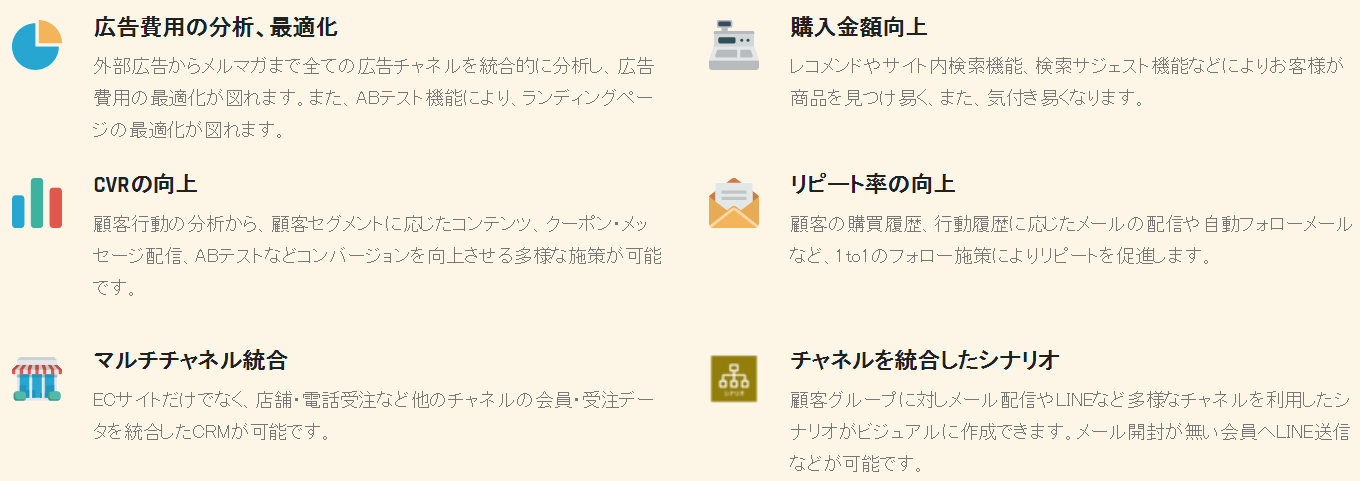 広告費用の分析、最適化
外部広告からメルマガまで全ての広告チャネルを統合的に分析し、広告
費用の最適化が図れます。また、ABテスト機能により、ランディングペー
ジの最適化が図れます。
購入金額向上
レコメンドやサイト内検索機能、検索サジェスト機能などによりお客様が
商品を見つけ易く、また、気付き易くなります。
CVRの向上
顧客行動の分析から、顧客セグメントに応じたコンテンツ、クーポン・メッ
セージ配信、ABテストなどコンバージョンを向上させる多様な施策が可能
です。
リピート率の向上
顧客の購買履歴、行動履歴に応じたメールの配信や自動フォローメール
など、1to1のフォロー施策によりリピートを促進します。
マルチチャネル統合
ECサイトだけでなく、店舗・電話受注など他のチャネルの会員・受注デー
タを統合したCRMが可能です。
チャネルを統合したシナリオ
シナリオ
顧客グループに対しメール配信やLINEなど多様なチャネルを利用したシ
ナリオがビジュアルに作成できます。メール開封が無い会員へLINE送信
などが可能です。